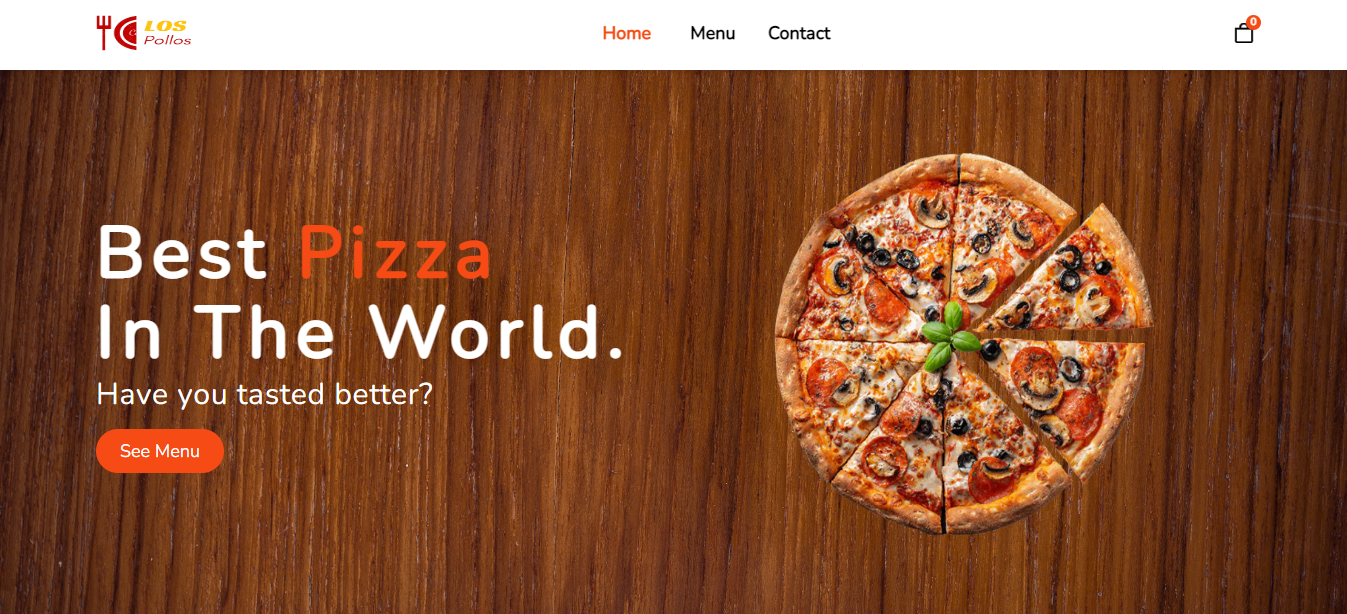 LOS
Pollos
Home Menu Contact
0
Best Pizza
In The World.
Have you tasted better?
See Menu